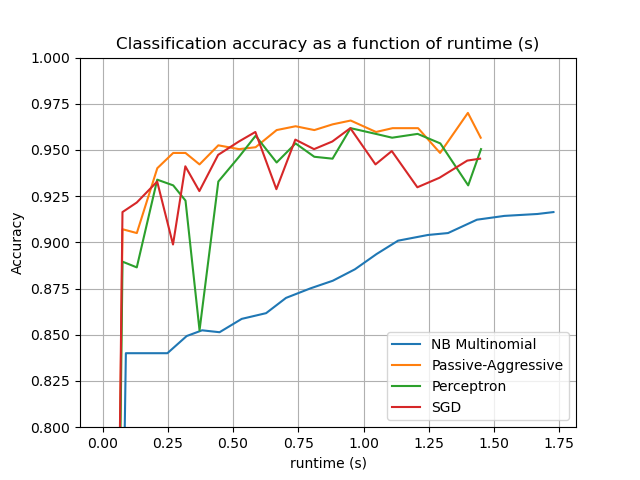 Classification accuracy as a function of runtime (s)
1.000
0.975
0.950
0.925
0.900
0.875
0.850
0.825
0.800
Accuracy
NB Multinomial
Passive-Aggressive
Perceptron
SGD
0.00 0.25 0.50 0.75 1.00 1.25 1.50 1.75
runtime (s)